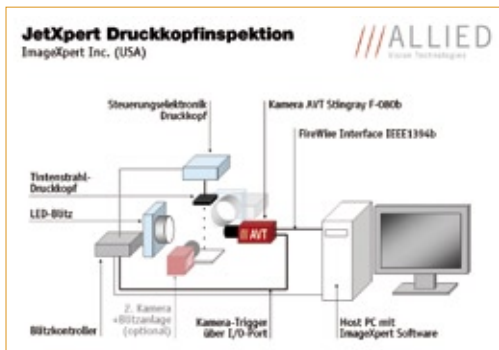 JetXpert Druckkopfinspektion
ImageXpert Inc. (USA)
ALLIED
Vision Technologies
Steuerungselektronik
Druckkopf
Kamera AVT Stingray F-080b
FireWire Interface IEEE1394b
Tintenstrahl-
Druckkopf
LED-Blitz
AVT
Blitzkontroller
2. Kamera
+Blitzanlage
(optional)
Kamera-Trigger
über I/O-Port
Host PC mit
ImageXpert Software